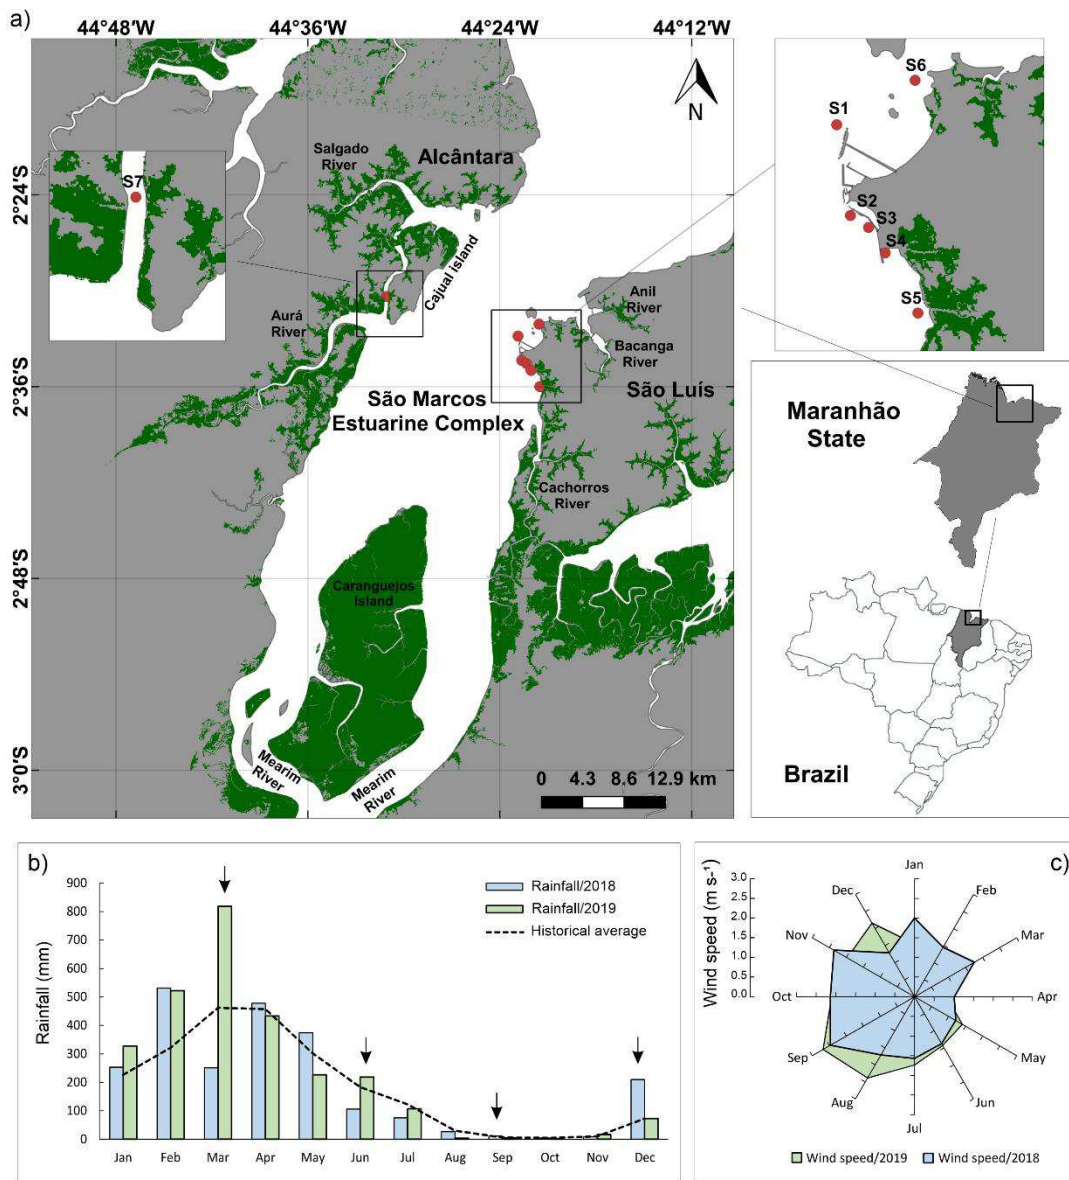 a)
44°48'W 44°36'W 44°24'W 44°12'W
2°24'S
2°36'S
2°48'S
3°0'S
N
Salgado
River
Alcântara
S7
Cajual island
Aurá
River
Anil
River
Bacanga
River
São Luís
São Marcos
Estuarine Complex
Cachorros
River
Caranguejos
Island
Mearim
River
Mearim
River
0 4.3 8.6 12.9 km
S6
S1
S2
S3
S4
S5
Maranhão
State
Brazil
b)
Rainfall (mm)
900
800
700
600
500
400
300
200
100
0
Jan Feb Mar Apr May Jun Jul Aug Sep Oct Nov Dec
Rainfall/2018
Rainfall/2019
Historical average
c)
Wind speed (m s⁻¹)
3.0
2.5
2.0
1.5
1.0
0.5
0.0
Jan
Feb
Mar
Apr
May
Jun
Jul
Aug
Sep
Oct
Nov
Dec
Wind speed/2019 Wind speed/2018